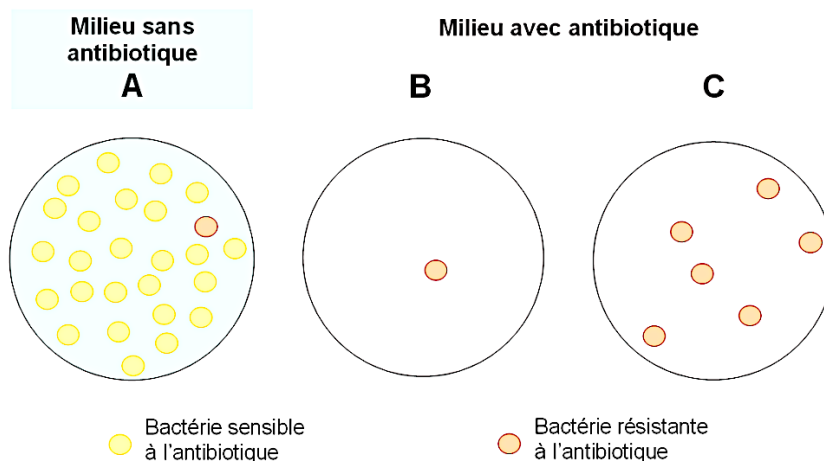 Milieu sans
antibiotique
A
Milieu avec antibiotique
B
C
Bactérie sensible
à l'antibiotique
Bactérie résistante
à l'antibiotique